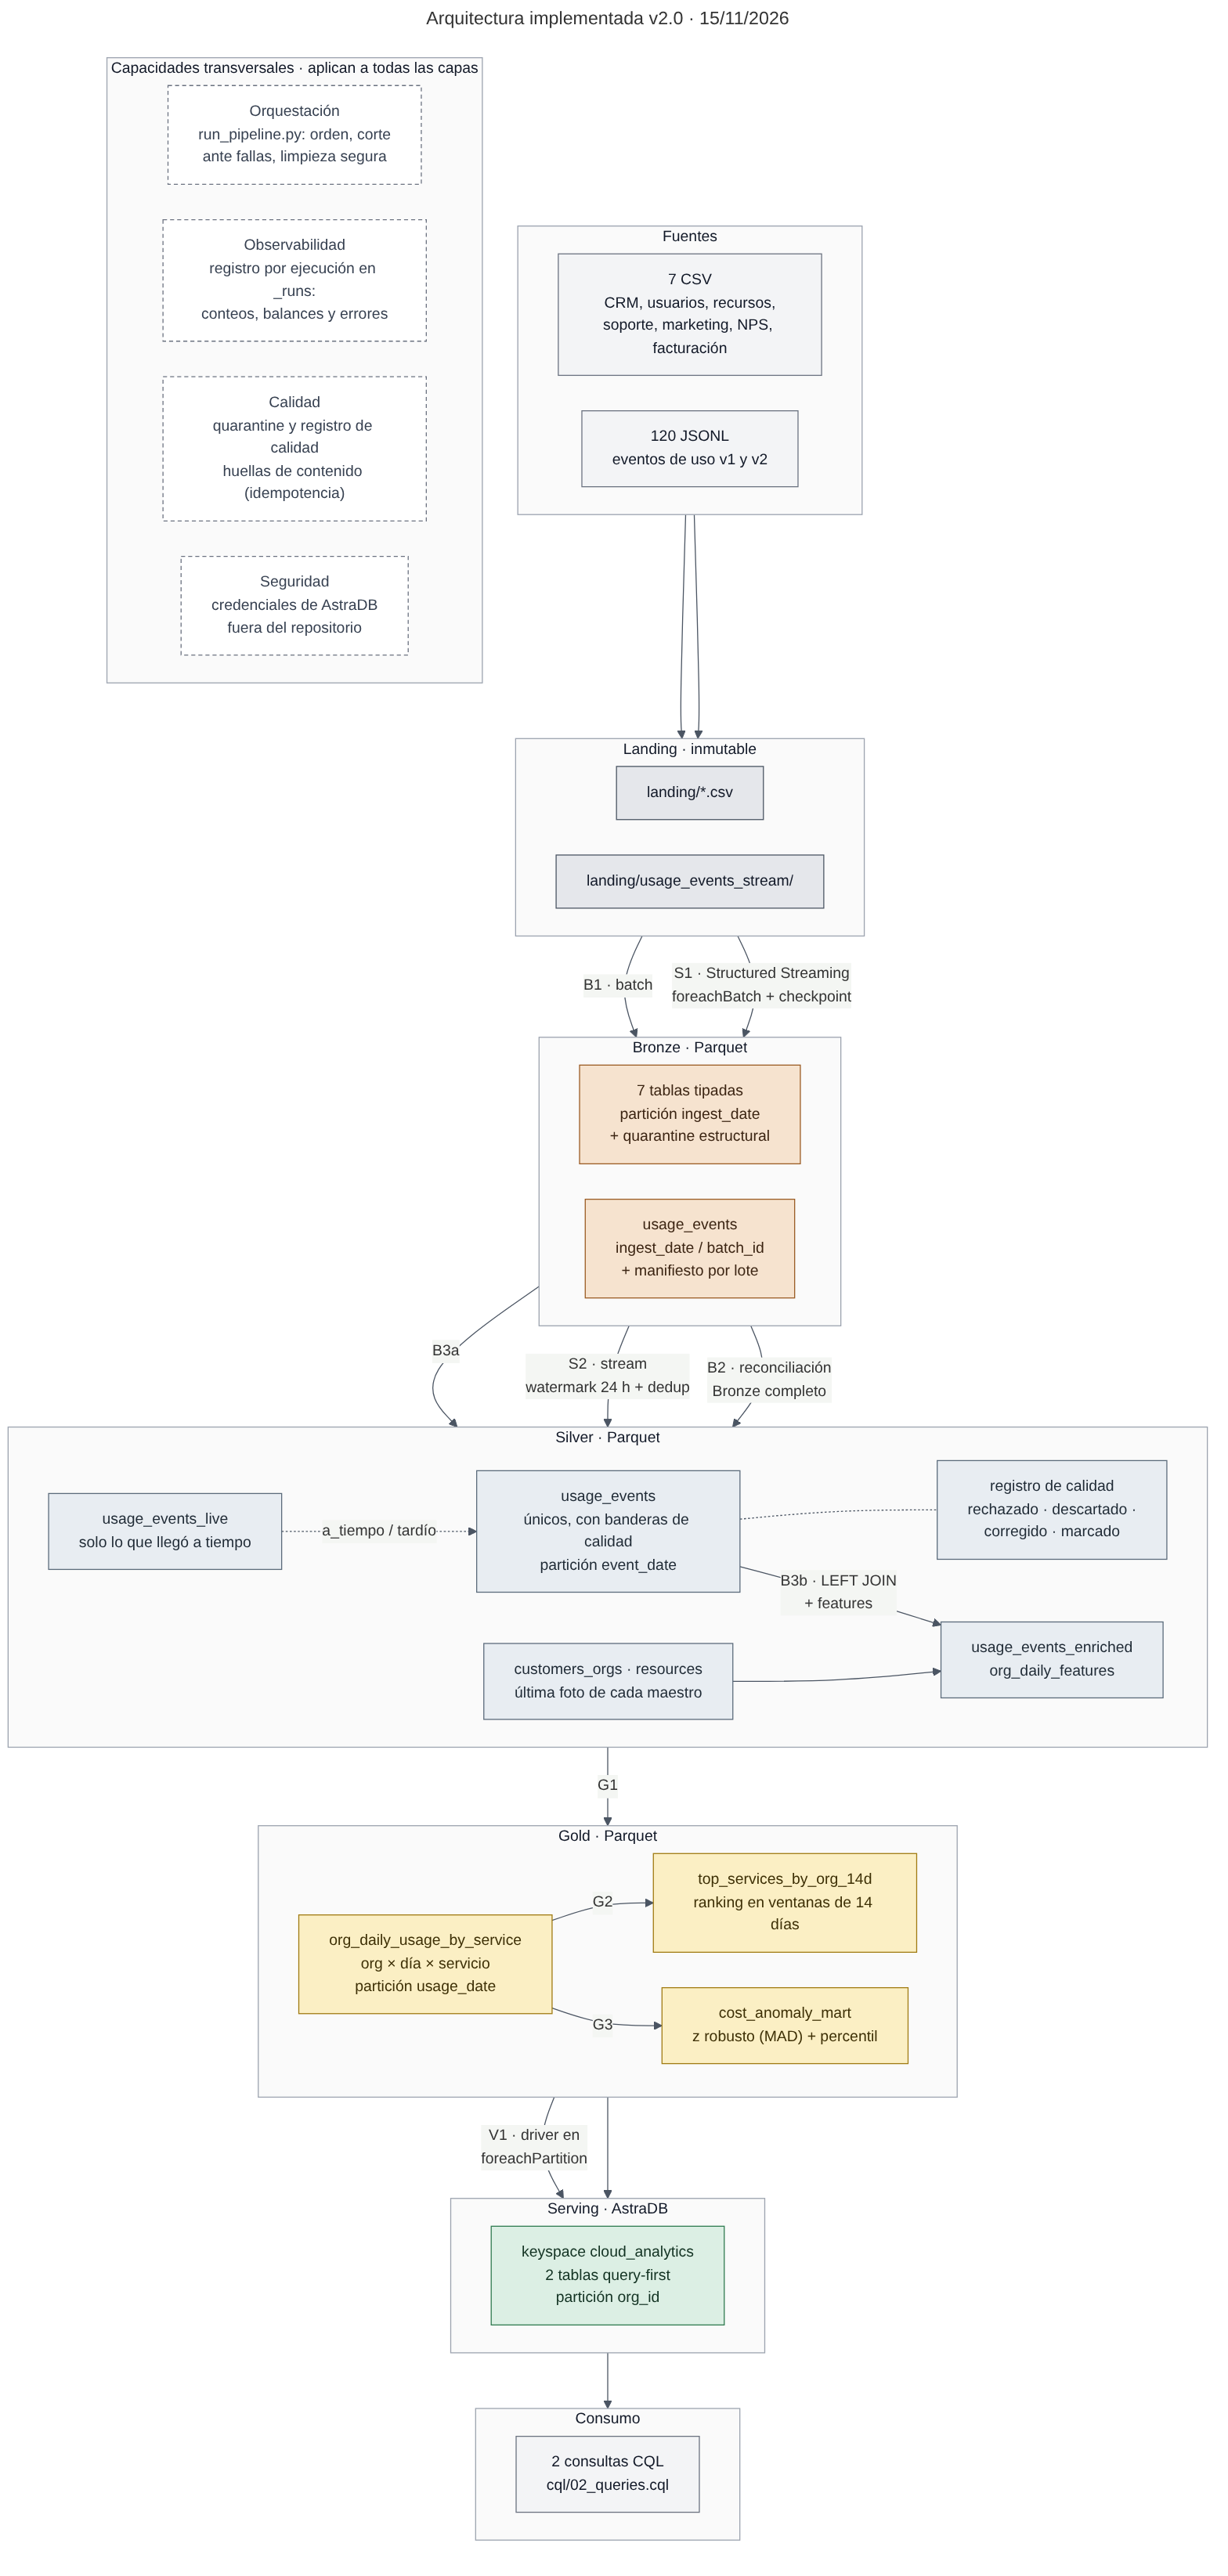 Arquitectura implementada v2.0 · 15/11/2026
Capacidades transversales · aplican a todas las capas
Orquestación
run_pipeline.py: orden, corte
ante fallas, limpieza segura
Observabilidad
registro por ejecución en
_runs:
conteos, balances y errores
Calidad
quarantine y registro de
calidad
huellas de contenido
(idempotencia)
Seguridad
credenciales de AstraDB
fuera del repositorio
Fuentes
7 CSV
CRM, usuarios, recursos,
soporte, marketing, NPS,
facturación
120 JSONL
eventos de uso v1 y v2
Landing · inmutable
landing/*.csv
landing/usage_events_stream/
B1 · batch
S1 · Structured Streaming
foreachBatch + checkpoint
Bronze · Parquet
7 tablas tipadas
partición ingest_date
+ quarantine estructural
usage_events
ingest_date / batch_id
+ manifiesto por lote
B3a
S2 · stream
watermark 24 h + dedup
B2 · reconciliación
Bronze completo
Silver · Parquet
usage_events_live
solo lo que llegó a tiempo
a_tiempo / tardío
usage_events
únicos, con banderas de
calidad
partición event_date
registro de calidad
rechazado · descartado ·
corregido · marcado
B3b · LEFT JOIN
+ features
customers_orgs · resources
última foto de cada maestro
usage_events_enriched
org_daily_features
G1
Gold · Parquet
org_daily_usage_by_service
org × día × servicio
partición usage_date
G2
top_services_by_org_14d
ranking en ventanas de 14
días
G3
cost_anomaly_mart
z robusto (MAD) + percentil
V1 · driver en
foreachPartition
Serving · AstraDB
keyspace cloud_analytics
2 tablas query-first
partición org_id
Consumo
2 consultas CQL
cql/02_queries.cql